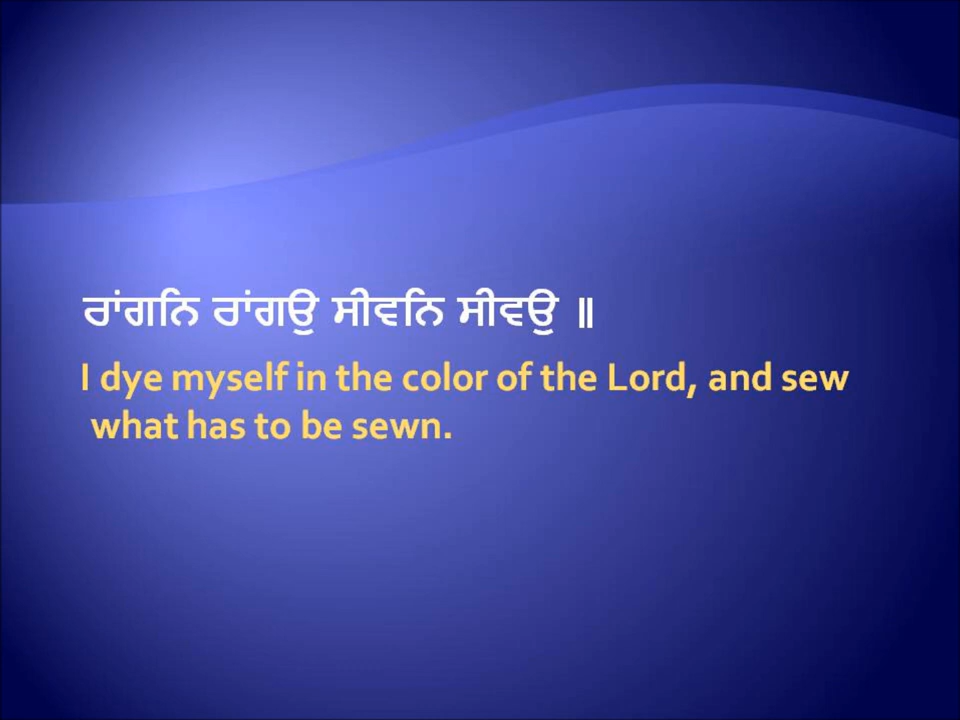 ਰਾਂਗਨਿ ਰਾਂਗਉ ਸੀਵਨਿ ਸੀਵਉ ॥
I dye myself in the color of the Lord, and sew
what has to be sewn.